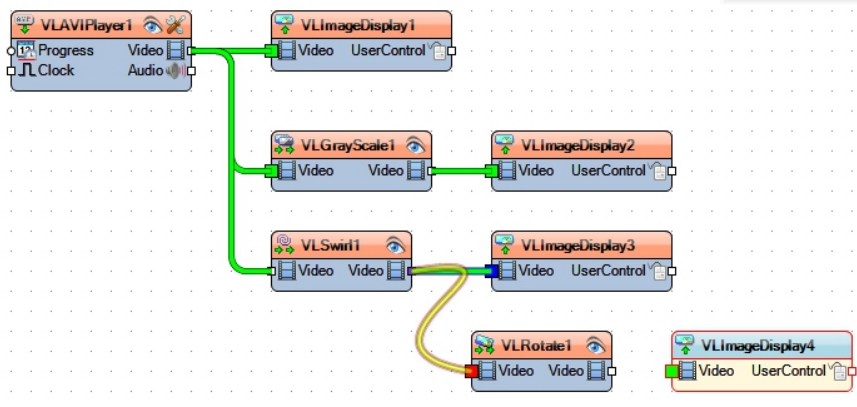 VLAVIPlayer1
Progress Video
Clock Audio
VLImageDisplay1
Video UserControl
VLGrayScale1
Video Video
VLImageDisplay2
Video UserControl
VLSwirl1
Video Video
VLImageDisplay3
Video UserControl
VLRotate1
Video Video
VLImageDisplay4
Video UserControl